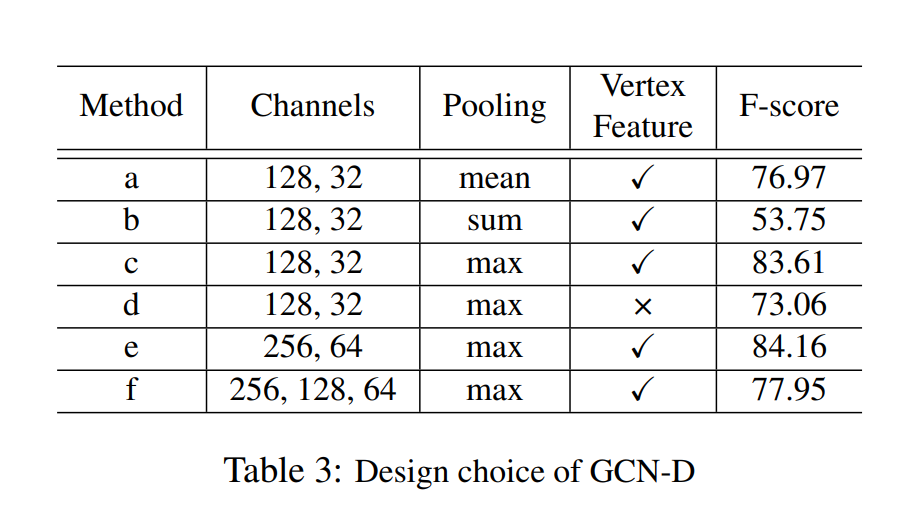 Method Channels Pooling Vertex Feature F-score
a 128, 32 mean ✓ 76.97
b 128, 32 sum ✓ 53.75
c 128, 32 max ✓ 83.61
d 128, 32 max × 73.06
e 256, 64 max ✓ 84.16
f 256, 128, 64 max ✓ 77.95
Table 3: Design choice of GCN-D